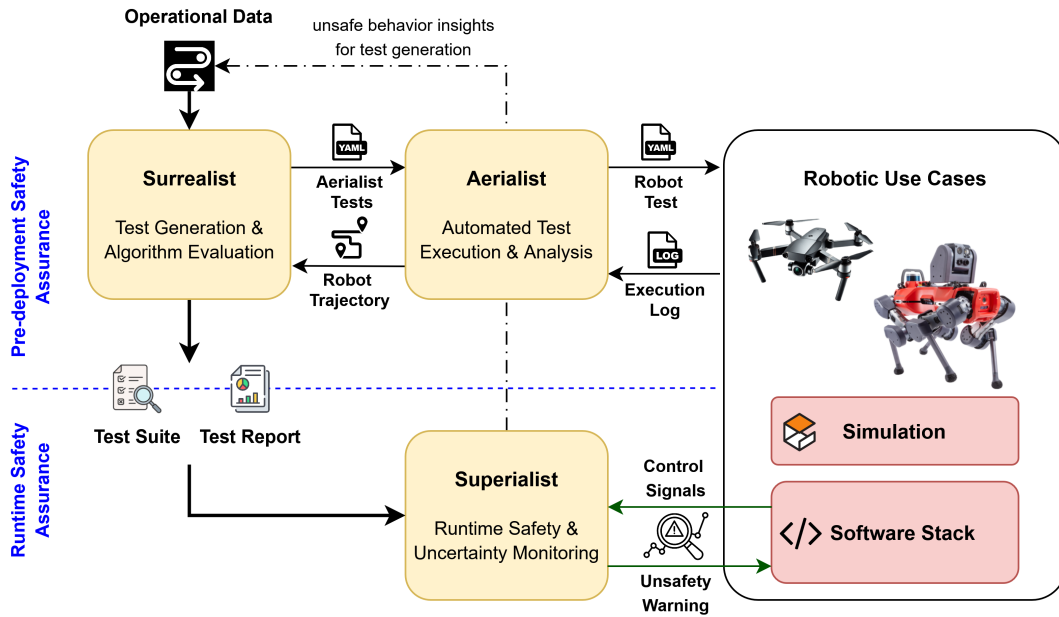 Operational Data
unsafe behavior insights
for test generation
Pre-deployment Safety
Assurance
Surrealist
Test Generation &
Algorithm Evaluation
YAML
Aerialist
Tests
Robot
Trajectory
Aerialist
Automated Test
Execution & Analysis
YAML
Robot
Test
LOG
Execution
Log
Robotic Use Cases
Simulation
</> Software Stack
Test Suite
Test Report
Runtime Safety
Assurance
Superialist
Runtime Safety &
Uncertainty Monitoring
Control
Signals
Unsafety
Warning